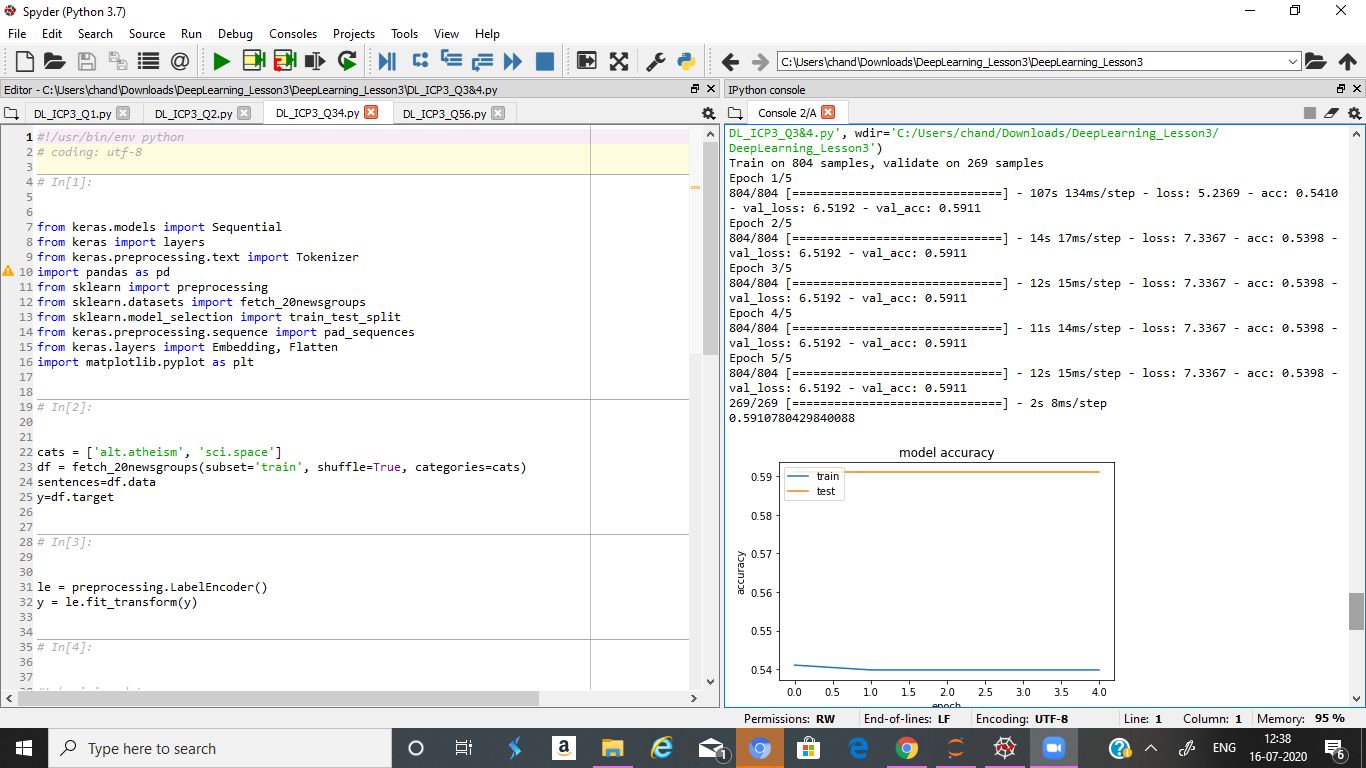 Spyder (Python 3.7)
File Edit Search Source Run Debug Consoles Projects Tools View Help
C:\Users\chand\Downloads\DeepLearning_Lesson3\DeepLearning_Lesson3
Editor - C:\Users\chand\Downloads\DeepLearning_Lesson3\DeepLearning_Lesson3\DL_ICP3_Q3&4.py
DL_ICP3_Q1.py DL_ICP3_Q2.py DL_ICP3_Q34.py DL_ICP3_Q56.py
1 #!/usr/bin/env python
2 # coding: utf-8
3
4 # In[1]:
5
6
7 from keras.models import Sequential
8 from keras import layers
9 from keras.preprocessing.text import Tokenizer
10 import pandas as pd
11 from sklearn import preprocessing
12 from sklearn.datasets import fetch_20newsgroups
13 from sklearn.model_selection import train_test_split
14 from keras.preprocessing.sequence import pad_sequences
15 from keras.layers import Embedding, Flatten
16 import matplotlib.pyplot as plt
17
18
19 # In[2]:
20
21
22 cats = ['alt.atheism', 'sci.space']
23 df = fetch_20newsgroups(subset='train', shuffle=True, categories=cats)
24 sentences=df.data
25 y=df.target
26
27
28 # In[3]:
29
30
31 le = preprocessing.LabelEncoder()
32 y = le.fit_transform(y)
33
34
35 # In[4]:
36
37
IPython console
Console 2/A
DL_ICP3_Q3&4.py', wdir='C:/Users/chand/Downloads/DeepLearning_Lesson3/
DeepLearning_Lesson3')
Train on 804 samples, validate on 269 samples
Epoch 1/5
804/804 [==============================] - 107s 134ms/step - loss: 5.2369 - acc: 0.5410
- val_loss: 6.5192 - val_acc: 0.5911
Epoch 2/5
804/804 [==============================] - 14s 17ms/step - loss: 7.3367 - acc: 0.5398 -
val_loss: 6.5192 - val_acc: 0.5911
Epoch 3/5
804/804 [==============================] - 12s 15ms/step - loss: 7.3367 - acc: 0.5398 -
val_loss: 6.5192 - val_acc: 0.5911
Epoch 4/5
804/804 [==============================] - 11s 14ms/step - loss: 7.3367 - acc: 0.5398 -
val_loss: 6.5192 - val_acc: 0.5911
Epoch 5/5
804/804 [==============================] - 12s 15ms/step - loss: 7.3367 - acc: 0.5398 -
val_loss: 6.5192 - val_acc: 0.5911
269/269 [==============================] - 2s 8ms/step
0.5910780429840088
model accuracy
train
test
accuracy
0.59
0.58
0.57
0.56
0.55
0.54
0.0 0.5 1.0 1.5 2.0 2.5 3.0 3.5 4.0
epoch
Permissions: RW End-of-lines: LF Encoding: UTF-8 Line: 1 Column: 1 Memory: 95 %
Type here to search
1
ENG
12:38
16-07-2020
6